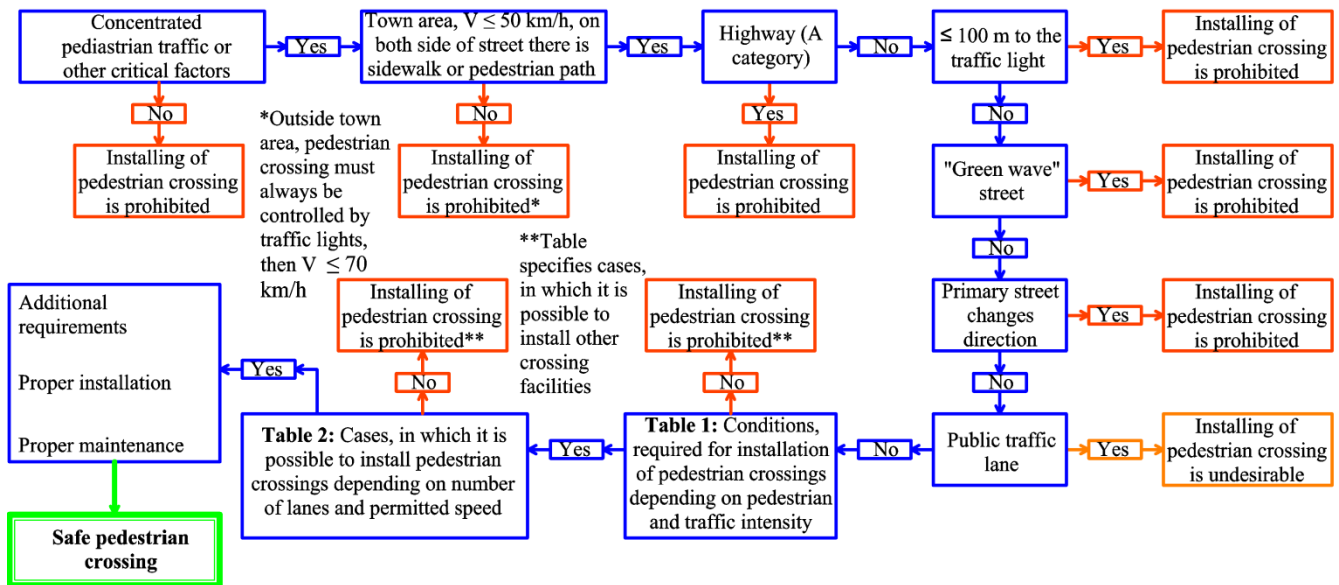 Concentrated
pediastrian traffic or
other critical factors
Yes
Town area, V ≤ 50 km/h, on
both side of street there is
sidewalk or pedestrian path
Yes
Highway (A
category)
No
≤ 100 m to the
traffic light
Yes
Installing of
pedestrian crossing
is prohibited
No
Installing of
pedestrian crossing
is prohibited
*Outside town
area, pedestrian
crossing must
always be
controlled by
traffic lights,
then V ≤ 70
km/h
No
Installing of
pedestrian crossing
is prohibited*
Yes
Installing of
pedestrian crossing
is prohibited
No
"Green wave"
street
Yes
Installing of
pedestrian crossing
is prohibited
No
**Table
specifies cases,
in which it is
possible to
install other
crossing
facilities
Primary street
changes
direction
Yes
Installing of
pedestrian crossing
is prohibited
No
Public traffic
lane
Yes
Installing of
pedestrian crossing
is undesirable
No
Installing of
pedestrian crossing
is prohibited**
No
Table 1: Conditions,
required for installation
of pedestrian crossings
depending on pedestrian
and traffic intensity
Yes
Installing of
pedestrian crossing
is prohibited**
No
Table 2: Cases, in which it is
possible to install pedestrian
crossings depending on number
of lanes and permitted speed
Yes
Additional
requirements
Proper installation
Proper maintenance
Safe pedestrian
crossing